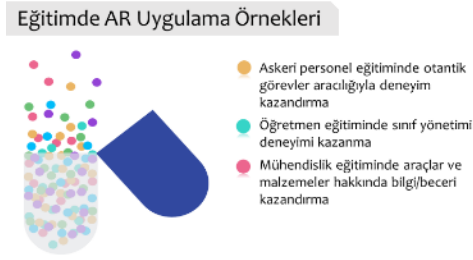 Eğitimde AR Uygulama Örnekleri
Askeri personel eğitiminde otantik
görevler aracılığıyla deneyim
kazandırma
Öğretmen eğitiminde sınıf yönetimi
deneyimi kazanma
Mühendislik eğitiminde araçlar ve
malzemeler hakkında bilgi/beceri
kazandırma